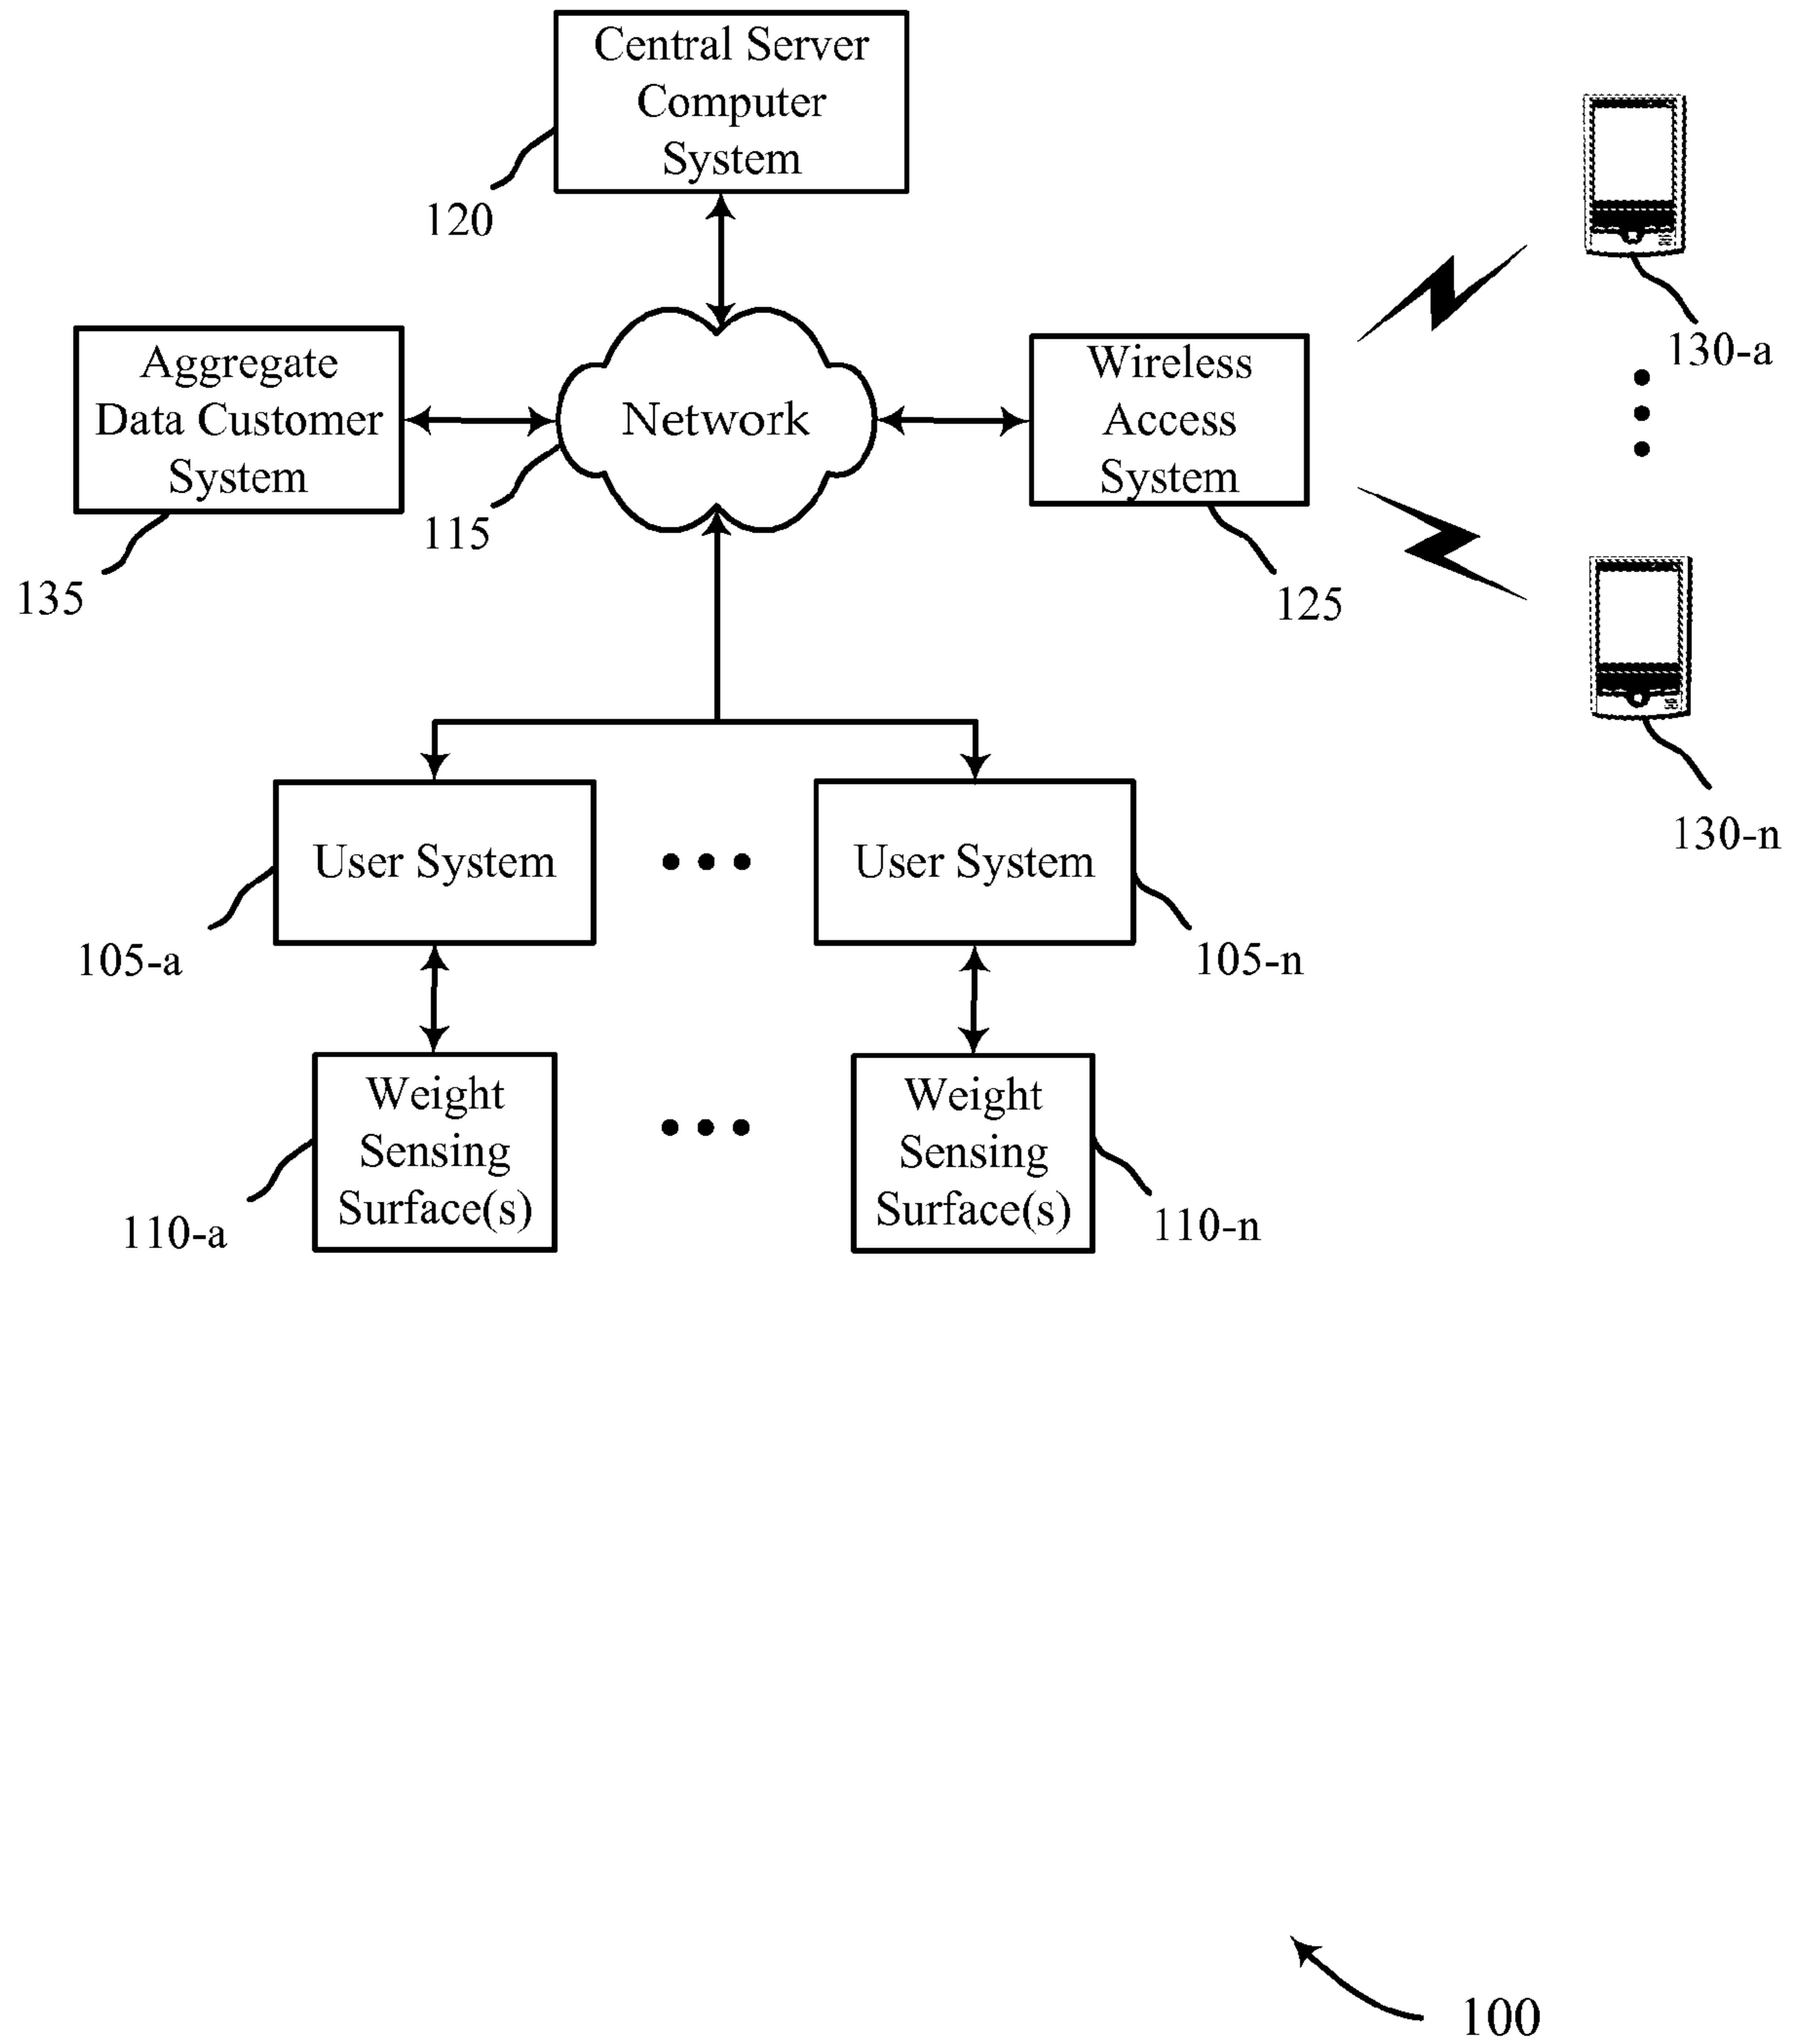 Central Server
Computer
System
120
Aggregate
Data Customer
System
135
Network
115
Wireless
Access
System
125
130-a
130-n
User System
105-a
User System
105-n
Weight
Sensing
Surface(s)
110-a
Weight
Sensing
Surface(s)
110-n
100